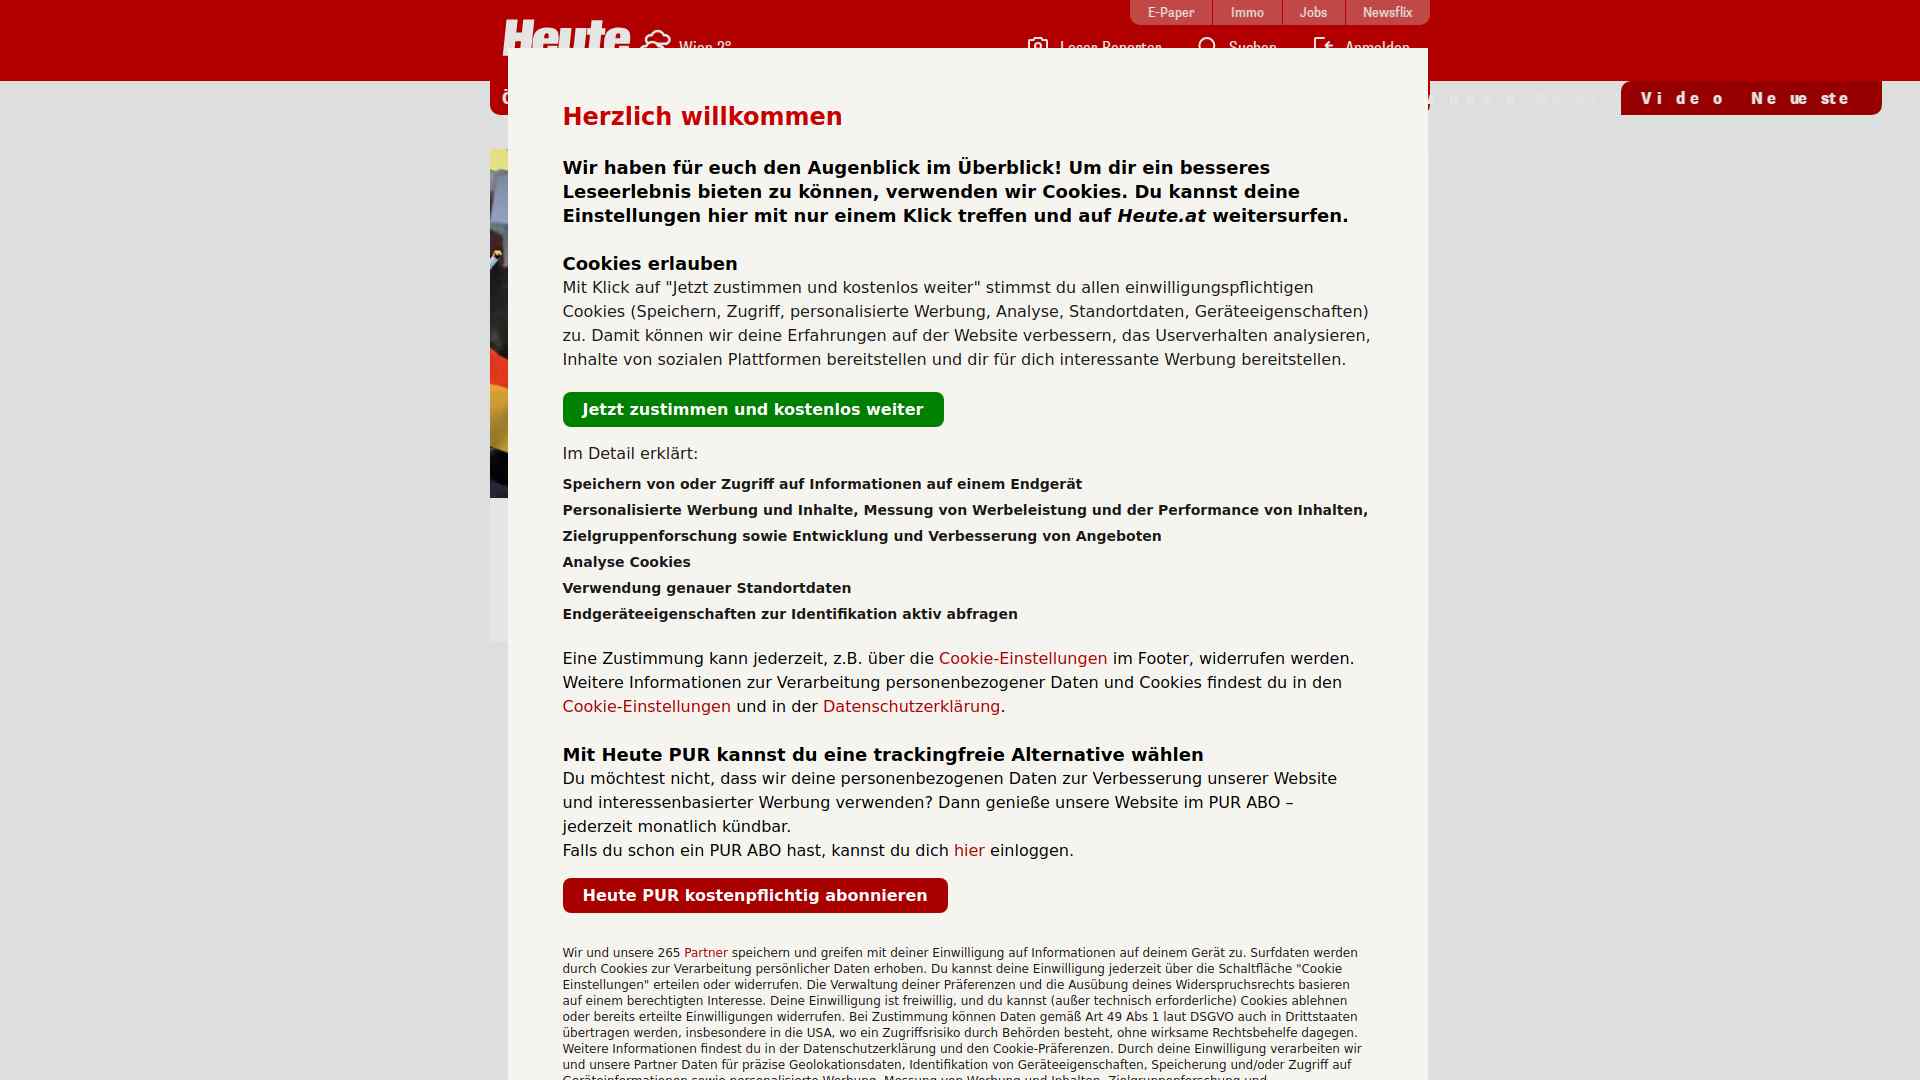 E-Paper Immo Jobs Newsflix
Heute Wien 2° Leser-Reporter Suchen Anmelden
Video Neueste
Herzlich willkommen
Wir haben für euch den Augenblick im Überblick! Um dir ein besseres
Leseerlebnis bieten zu können, verwenden wir Cookies. Du kannst deine
Einstellungen hier mit nur einem Klick treffen und auf Heute.at weitersurfen.
Cookies erlauben
Mit Klick auf "Jetzt zustimmen und kostenlos weiter" stimmst du allen einwilligungspflichtigen
Cookies (Speichern, Zugriff, personalisierte Werbung, Analyse, Standortdaten, Geräteeigenschaften)
zu. Damit können wir deine Erfahrungen auf der Website verbessern, das Userverhalten analysieren,
Inhalte von sozialen Plattformen bereitstellen und dir für dich interessante Werbung bereitstellen.
Jetzt zustimmen und kostenlos weiter
Im Detail erklärt:
Speichern von oder Zugriff auf Informationen auf einem Endgerät
Personalisierte Werbung und Inhalte, Messung von Werbeleistung und der Performance von Inhalten,
Zielgruppenforschung sowie Entwicklung und Verbesserung von Angeboten
Analyse Cookies
Verwendung genauer Standortdaten
Endgeräteeigenschaften zur Identifikation aktiv abfragen
Eine Zustimmung kann jederzeit, z.B. über die Cookie-Einstellungen im Footer, widerrufen werden.
Weitere Informationen zur Verarbeitung personenbezogener Daten und Cookies findest du in den
Cookie-Einstellungen und in der Datenschutzerklärung.
Mit Heute PUR kannst du eine trackingfreie Alternative wählen
Du möchtest nicht, dass wir deine personenbezogenen Daten zur Verbesserung unserer Website
und interessenbasierter Werbung verwenden? Dann genieße unsere Website im PUR ABO –
jederzeit monatlich kündbar.
Falls du schon ein PUR ABO hast, kannst du dich hier einloggen.
Heute PUR kostenpflichtig abonnieren
Wir und unsere 265 Partner speichern und greifen mit deiner Einwilligung auf Informationen auf deinem Gerät zu. Surfdaten werden
durch Cookies zur Verarbeitung persönlicher Daten erhoben. Du kannst deine Einwilligung jederzeit über die Schaltfläche "Cookie
Einstellungen" erteilen oder widerrufen. Die Verwaltung deiner Präferenzen und die Ausübung deines Widerspruchsrechts basieren
auf einem berechtigten Interesse. Deine Einwilligung ist freiwillig, und du kannst (außer technisch erforderliche) Cookies ablehnen
oder bereits erteilte Einwilligungen widerrufen. Bei Zustimmung können Daten gemäß Art 49 Abs 1 laut DSGVO auch in Drittstaaten
übertragen werden, insbesondere in die USA, wo ein Zugriffsrisiko durch Behörden besteht, ohne wirksame Rechtsbehelfe dagegen.
Weitere Informationen findest du in der Datenschutzerklärung und den Cookie-Präferenzen. Durch deine Einwilligung verarbeiten wir
und unsere Partner Daten für präzise Geolokationsdaten, Identifikation von Geräteeigenschaften, Speicherung und/oder Zugriff auf
Geräteinformationen sowie personalisierte Werbung, Messung von Werbung und Inhalten, Zielgruppenforschung und